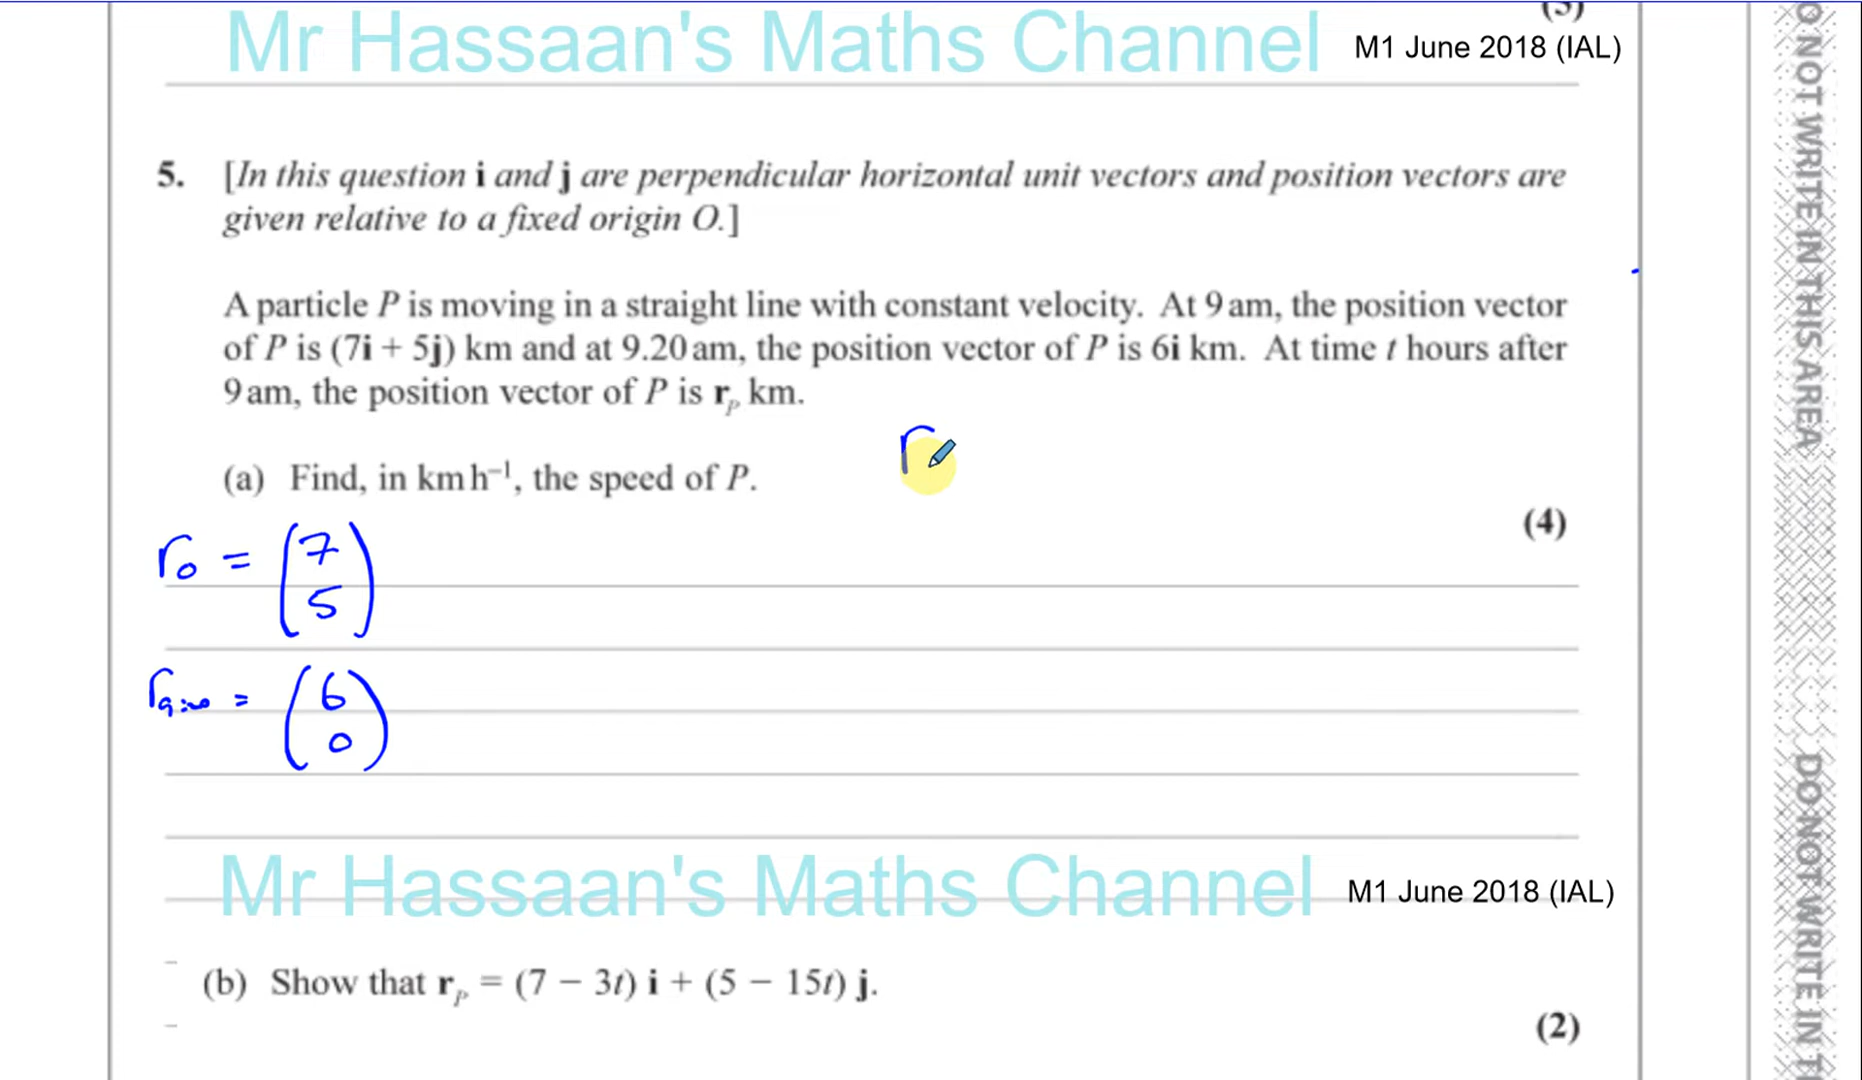 (3)
Mr Hassaan's Maths Channel M1 June 2018 (IAL)
5. [In this question i and j are perpendicular horizontal unit vectors and position vectors are
given relative to a fixed origin O.]
A particle P is moving in a straight line with constant velocity. At 9 am, the position vector
of P is (7i + 5j) km and at 9.20 am, the position vector of P is 6i km. At time t hours after
9 am, the position vector of P is r_P km.
r
(a) Find, in km h⁻¹, the speed of P.
(4)
r₀ = (7
5)
r₉:₂₀ = (6
0)
Mr Hassaan's Maths Channel M1 June 2018 (IAL)
(b) Show that r_P = (7 − 3t) i + (5 − 15t) j.
(2)
O NOT WRITE IN THIS AREA
DO NOT WRITE IN T